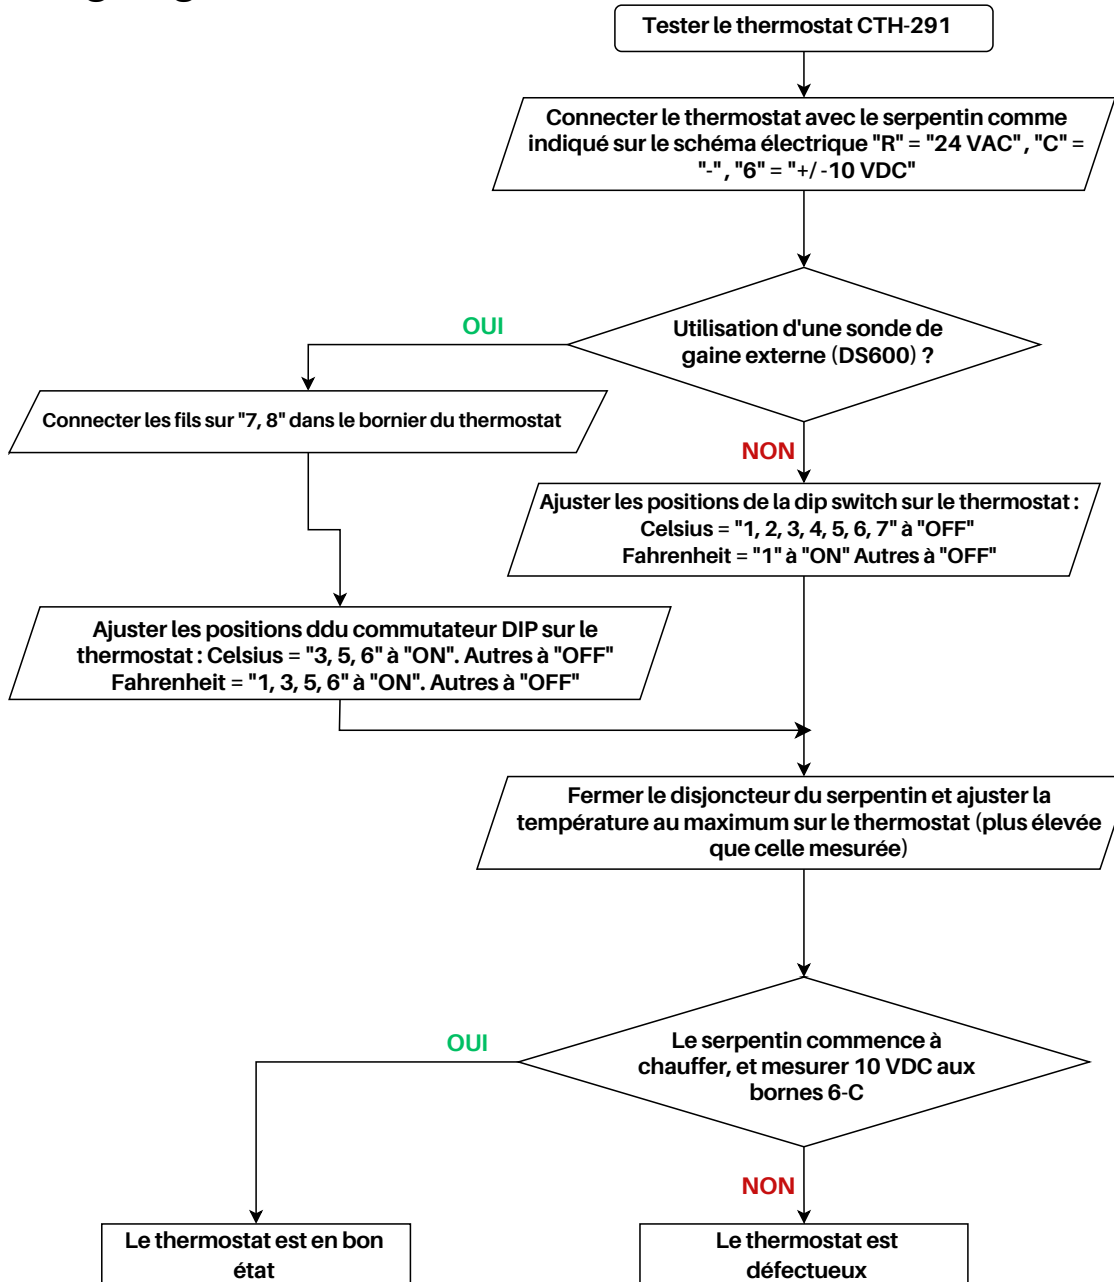 Tester le thermostat CTH-291
Connecter le thermostat avec le serpentin comme
indiqué sur le schéma électrique "R" = "24 VAC" , "C" =
"-" , "6" = "+/ -10 VDC"
OUI
Utilisation d'une sonde de
gaine externe (DS600) ?
Connecter les fils sur "7, 8" dans le bornier du thermostat
NON
Ajuster les positions de la dip switch sur le thermostat :
Celsius = "1, 2, 3, 4, 5, 6, 7" à "OFF"
Fahrenheit = "1" à "ON" Autres à "OFF"
Ajuster les positions ddu commutateur DIP sur le
thermostat : Celsius = "3, 5, 6" à "ON". Autres à "OFF"
Fahrenheit = "1, 3, 5, 6" à "ON". Autres à "OFF"
Fermer le disjoncteur du serpentin et ajuster la
température au maximum sur le thermostat (plus élevée
que celle mesurée)
OUI
Le serpentin commence à
chauffer, et mesurer 10 VDC aux
bornes 6-C
NON
Le thermostat est en bon
état
Le thermostat est
défectueux